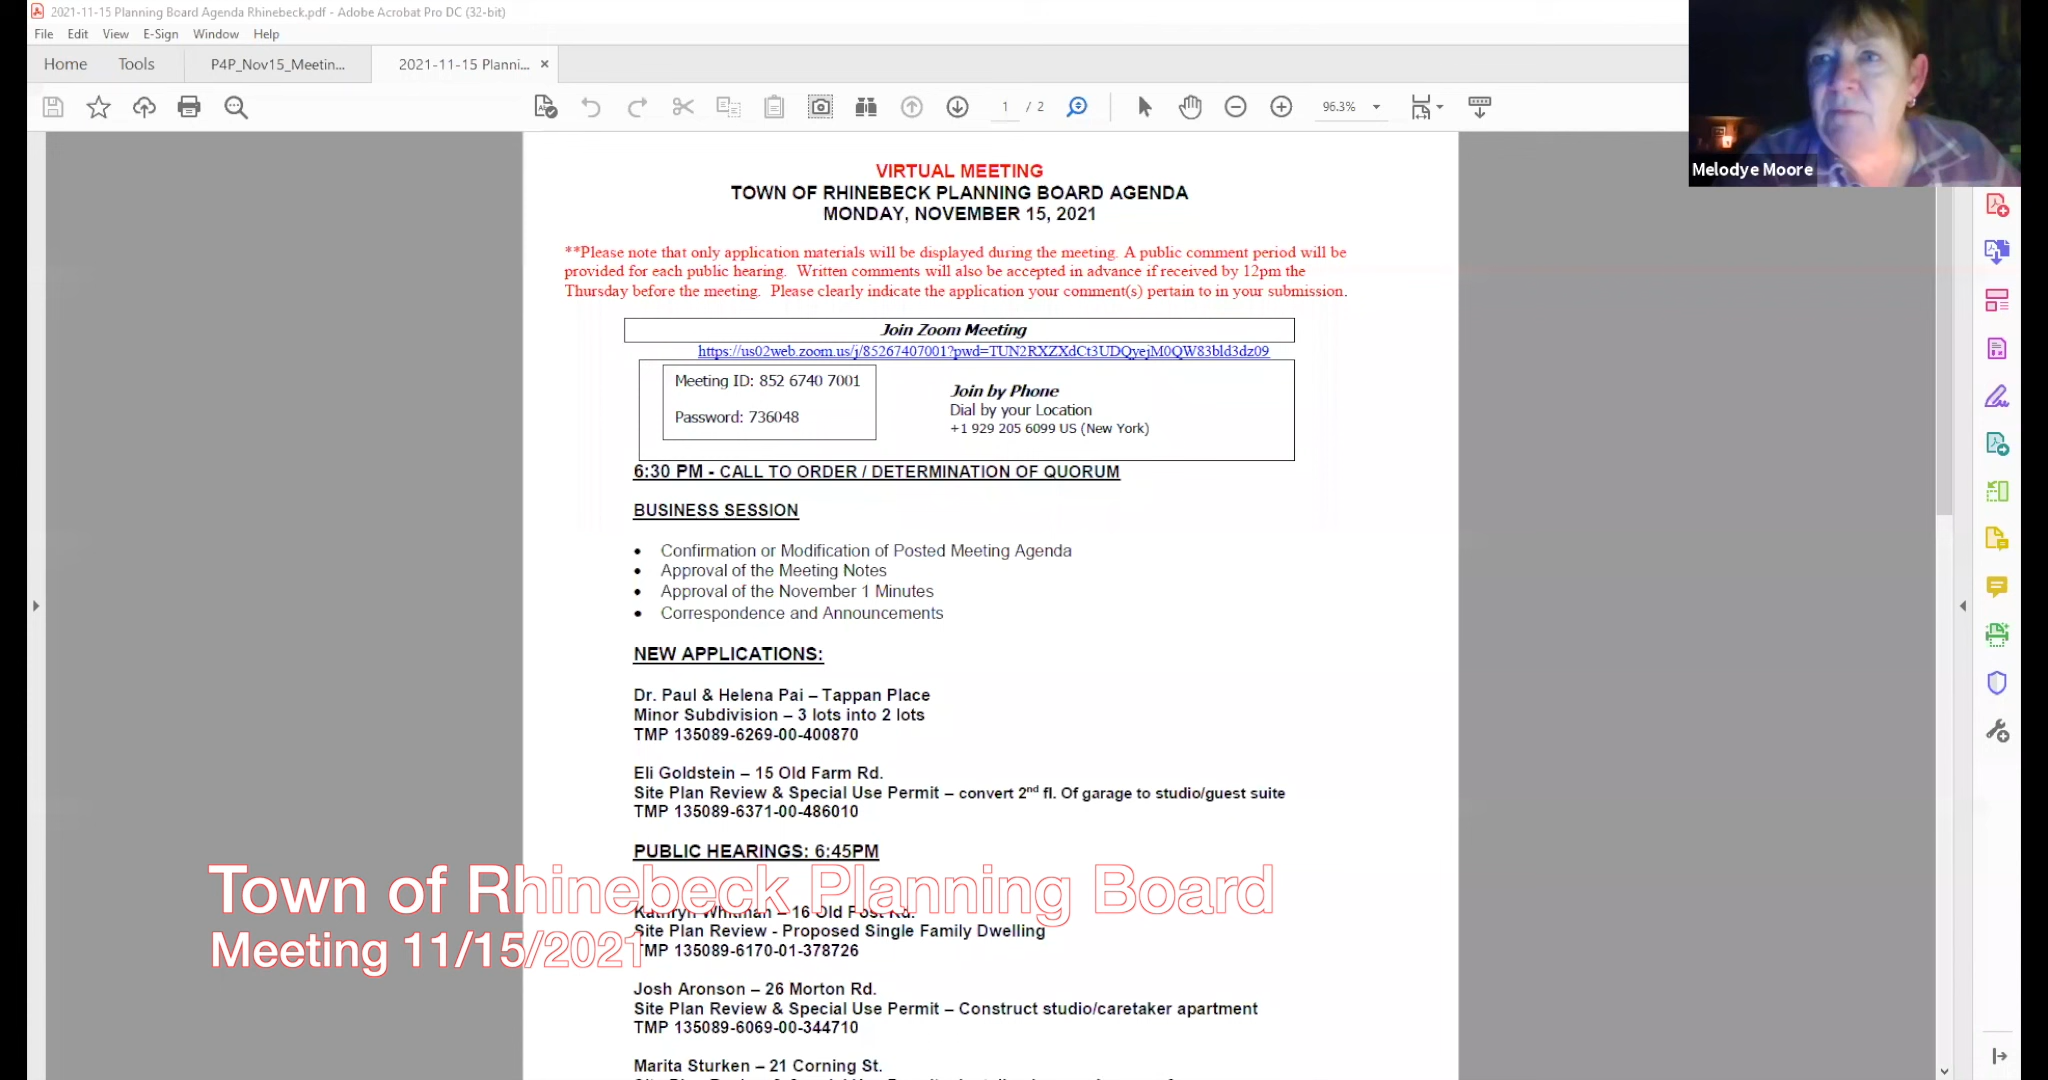 2021-11-15 Planning Board Agenda Rhinebeck.pdf - Adobe Acrobat Pro DC (32-bit)
File Edit View E-Sign Window Help
Home Tools P4P_Nov15_Meetin... 2021-11-15 Planni... ×
1 / 2 96.3%
Melodye Moore
VIRTUAL MEETING
TOWN OF RHINEBECK PLANNING BOARD AGENDA
MONDAY, NOVEMBER 15, 2021
**Please note that only application materials will be displayed during the meeting. A public comment period will be
provided for each public hearing. Written comments will also be accepted in advance if received by 12pm the
Thursday before the meeting. Please clearly indicate the application your comment(s) pertain to in your submission.
Join Zoom Meeting
https://us02web.zoom.us/j/85267407001?pwd=TUN2RXZXdCt3UDQyejM0QW83bld3dz09
Meeting ID: 852 6740 7001
Password: 736048
Join by Phone
Dial by your Location
+1 929 205 6099 US (New York)
6:30 PM - CALL TO ORDER / DETERMINATION OF QUORUM
BUSINESS SESSION
• Confirmation or Modification of Posted Meeting Agenda
• Approval of the Meeting Notes
• Approval of the November 1 Minutes
• Correspondence and Announcements
NEW APPLICATIONS:
Dr. Paul & Helena Pai – Tappan Place
Minor Subdivision – 3 lots into 2 lots
TMP 135089-6269-00-400870
Eli Goldstein – 15 Old Farm Rd.
Site Plan Review & Special Use Permit – convert 2nd fl. Of garage to studio/guest suite
TMP 135089-6371-00-486010
PUBLIC HEARINGS: 6:45PM
Town of Rhinebeck Planning Board
Meeting 11/15/2021
Kathryn Whitman – 16 Old Post Rd.
Site Plan Review - Proposed Single Family Dwelling
TMP 135089-6170-01-378726
Josh Aronson – 26 Morton Rd.
Site Plan Review & Special Use Permit – Construct studio/caretaker apartment
TMP 135089-6069-00-344710
Marita Sturken – 21 Corning St.